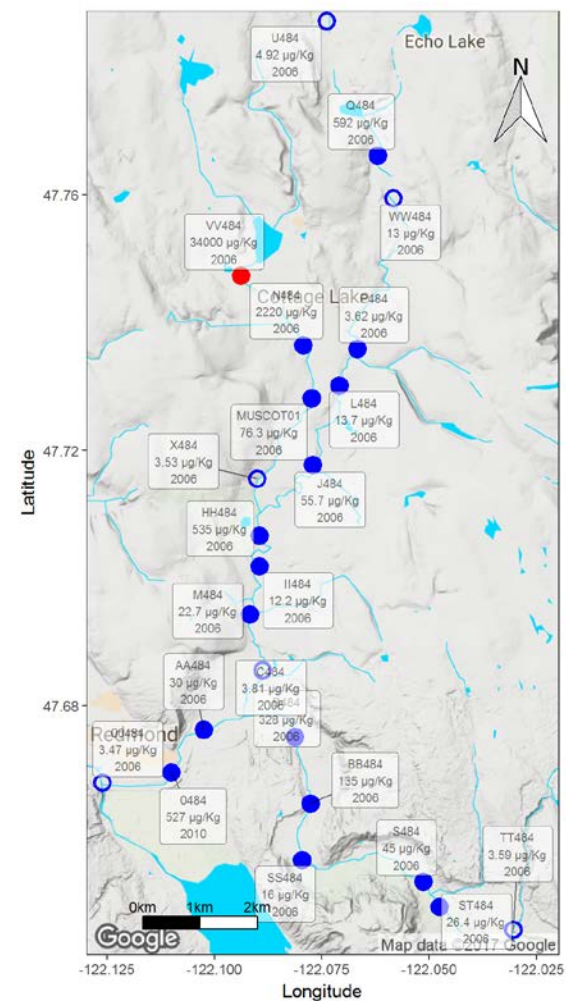 U484
4.92 µg/Kg
2006
Echo Lake
N
Q484
592 µg/Kg
2006
47.76
WW484
13 µg/Kg
2006
VV484
34000 µg/Kg
2006
Cottage Lake
N484
2220 µg/Kg
2006
P484
3.62 µg/Kg
2006
L484
13.7 µg/Kg
2006
MUSCOT01
76.3 µg/Kg
2006
47.72
X484
3.53 µg/Kg
2006
J484
55.7 µg/Kg
2006
Latitude
HH484
535 µg/Kg
2006
II484
12.2 µg/Kg
2006
M484
22.7 µg/Kg
2006
C484
3.81 µg/Kg
2006
AA484
30 µg/Kg
2006
47.68
328 µg/Kg
2006
Redmond
3.47 µg/Kg
2006
BB484
135 µg/Kg
2006
O484
527 µg/Kg
2010
S484
45 µg/Kg
2006
TT484
3.59 µg/Kg
2006
SS484
16 µg/Kg
2006
ST484
26.4 µg/Kg
2006
0km 1km 2km
Google
Map data ©2017 Google
-122.125 -122.100 -122.075 -122.050 -122.025
Longitude